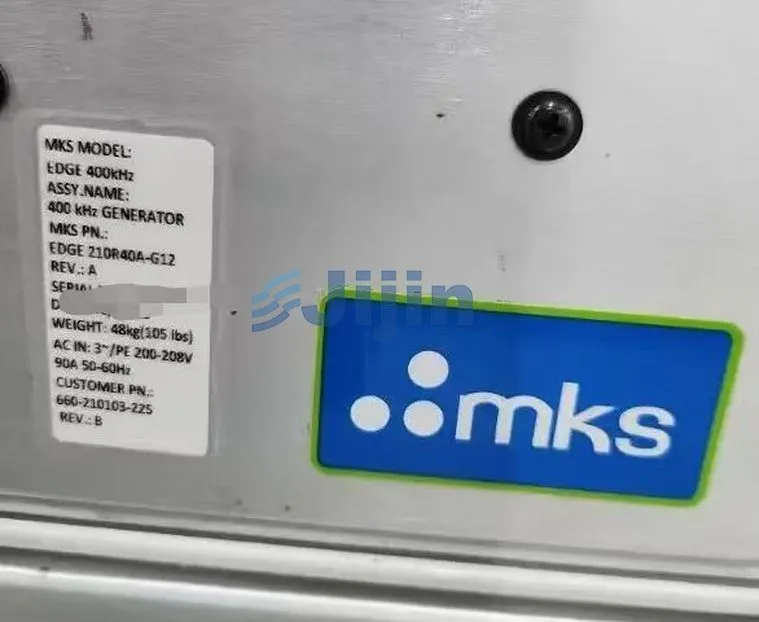 MKS MODEL:
EDGE 400kHz
ASSY.NAME:
400 kHz GENERATOR
MKS PN.:
EDGE 210R40A-G12
REV.: A
WEIGHT: 48kg(105 lbs)
AC IN: 3~/PE 200-208V
90A 50-60Hz
CUSTOMER PN.:
660-210103-225
REV.: B
Jijin
mks